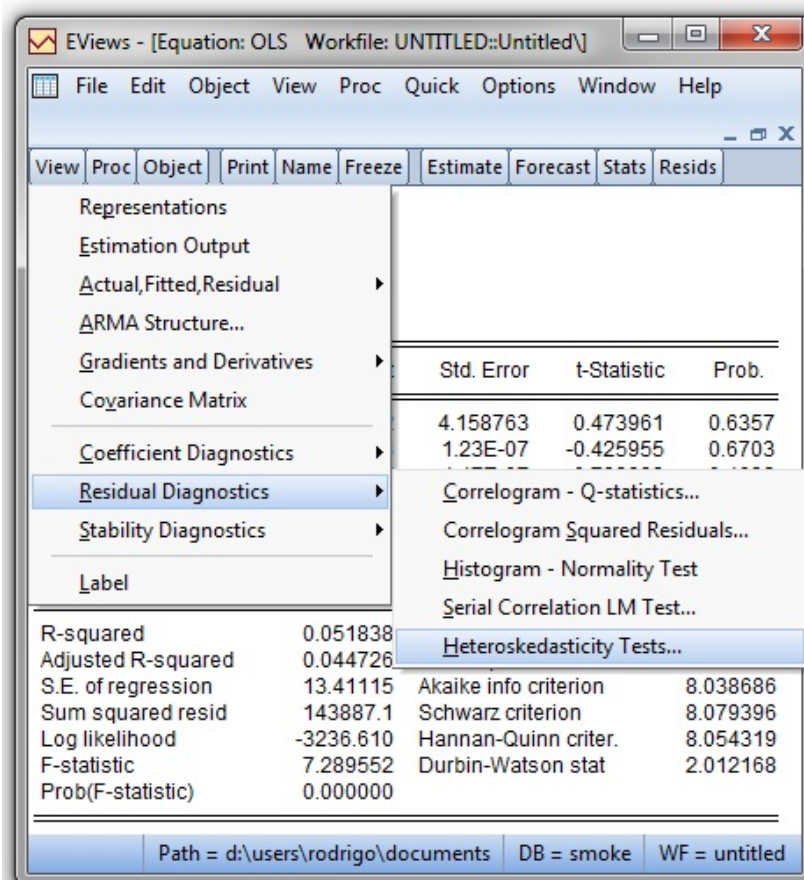 EViews - [Equation: OLS Workfile: UNTITLED::Untitled\]
File Edit Object View Proc Quick Options Window Help
View Proc Object Print Name Freeze Estimate Forecast Stats Resids
Representations
Estimation Output
Actual,Fitted,Residual
ARMA Structure...
Gradients and Derivatives
Covariance Matrix
Coefficient Diagnostics
Residual Diagnostics
Stability Diagnostics
Label
Std. Error t-Statistic Prob.
4.158763 0.473961 0.6357
1.23E-07 -0.425955 0.6703
Correlogram - Q-statistics...
Correlogram Squared Residuals...
Histogram - Normality Test
Serial Correlation LM Test...
Heteroskedasticity Tests...
R-squared 0.051838
Adjusted R-squared 0.044726
S.E. of regression 13.41115 Akaike info criterion 8.038686
Sum squared resid 143887.1 Schwarz criterion 8.079396
Log likelihood -3236.610 Hannan-Quinn criter. 8.054319
F-statistic 7.289552 Durbin-Watson stat 2.012168
Prob(F-statistic) 0.000000
Path = d:\users\rodrigo\documents DB = smoke WF = untitled